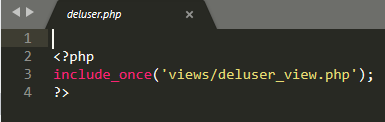 deluser.php ×
1
2 <?php
3 include_once('views/deluser_view.php');
4 ?>